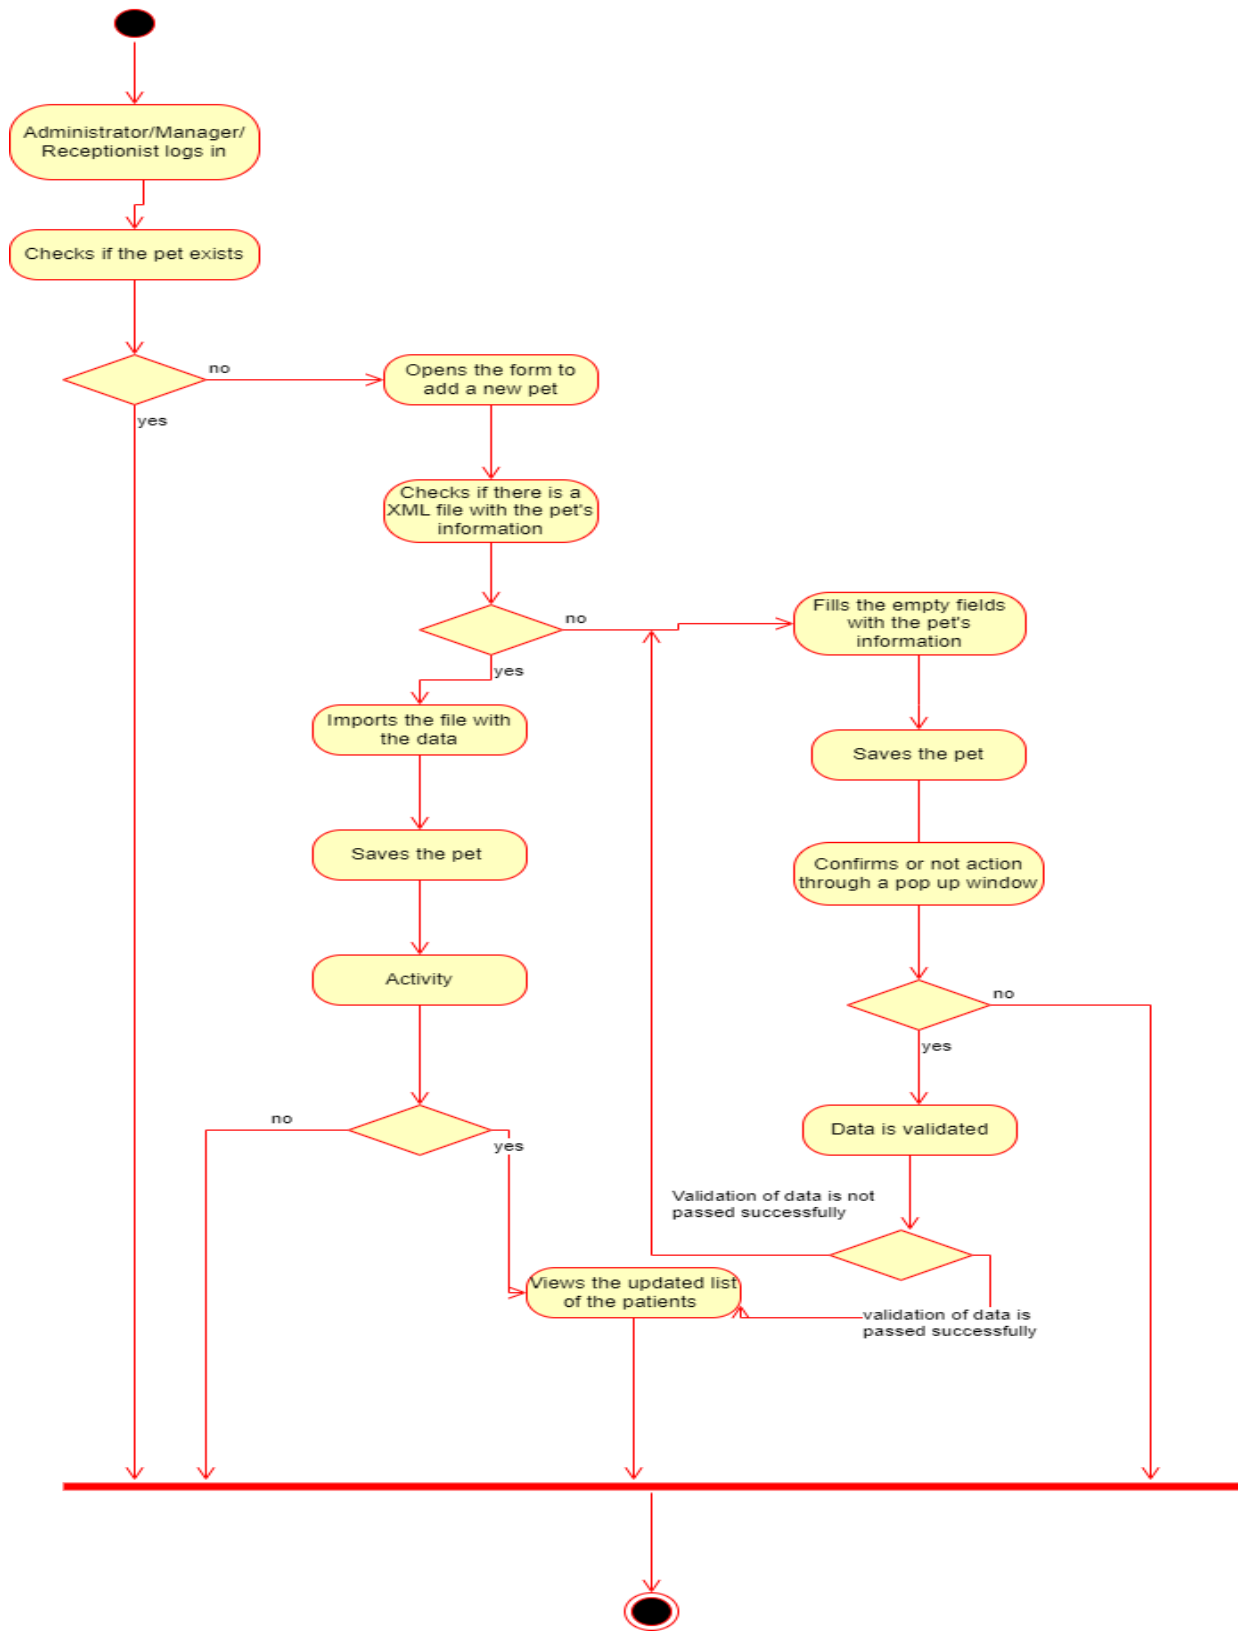 Administrator/Manager/
Receptionist logs in
Checks if the pet exists
no
yes
Opens the form to
add a new pet
Checks if there is a
XML file with the pet's
information
no
yes
Fills the empty fields
with the pet's
information
Imports the file with
the data
Saves the pet
Saves the pet
Confirms or not action
through a pop up window
Activity
no
yes
no
yes
Data is validated
Validation of data is not
passed successfully
Views the updated list
of the patients
validation of data is
passed successfully